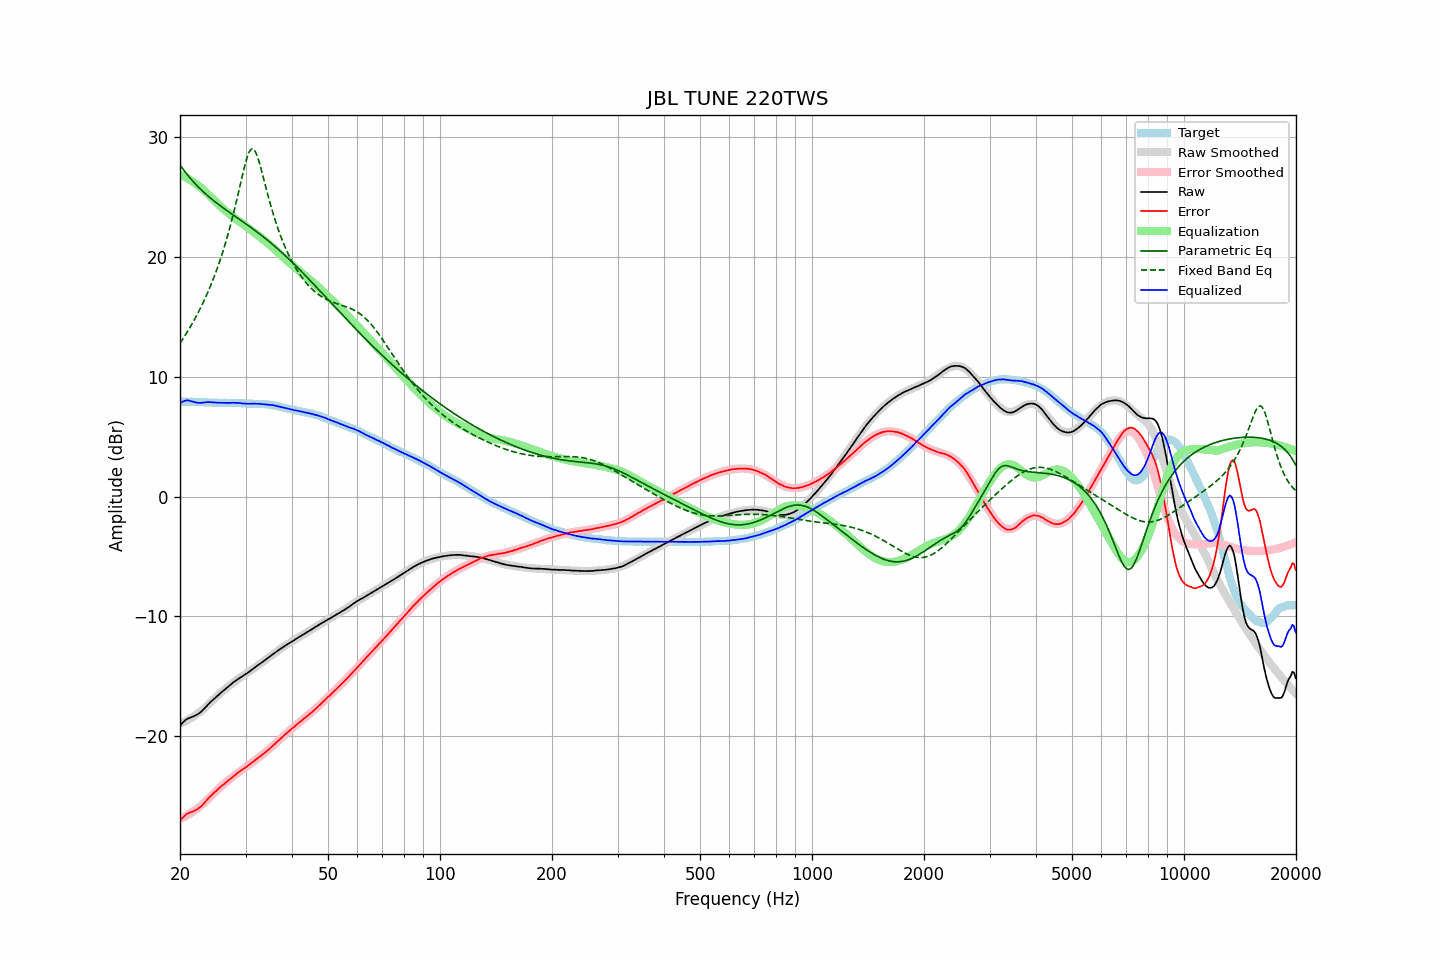 JBL TUNE 220TWS
Target
Raw Smoothed
Error Smoothed
Raw
Error
Equalization
Parametric Eq
Fixed Band Eq
Equalized
Amplitude (dBr)
30
20
10
0
−10
−20
20
50
100
200
500
1000
2000
5000
10000
20000
Frequency (Hz)